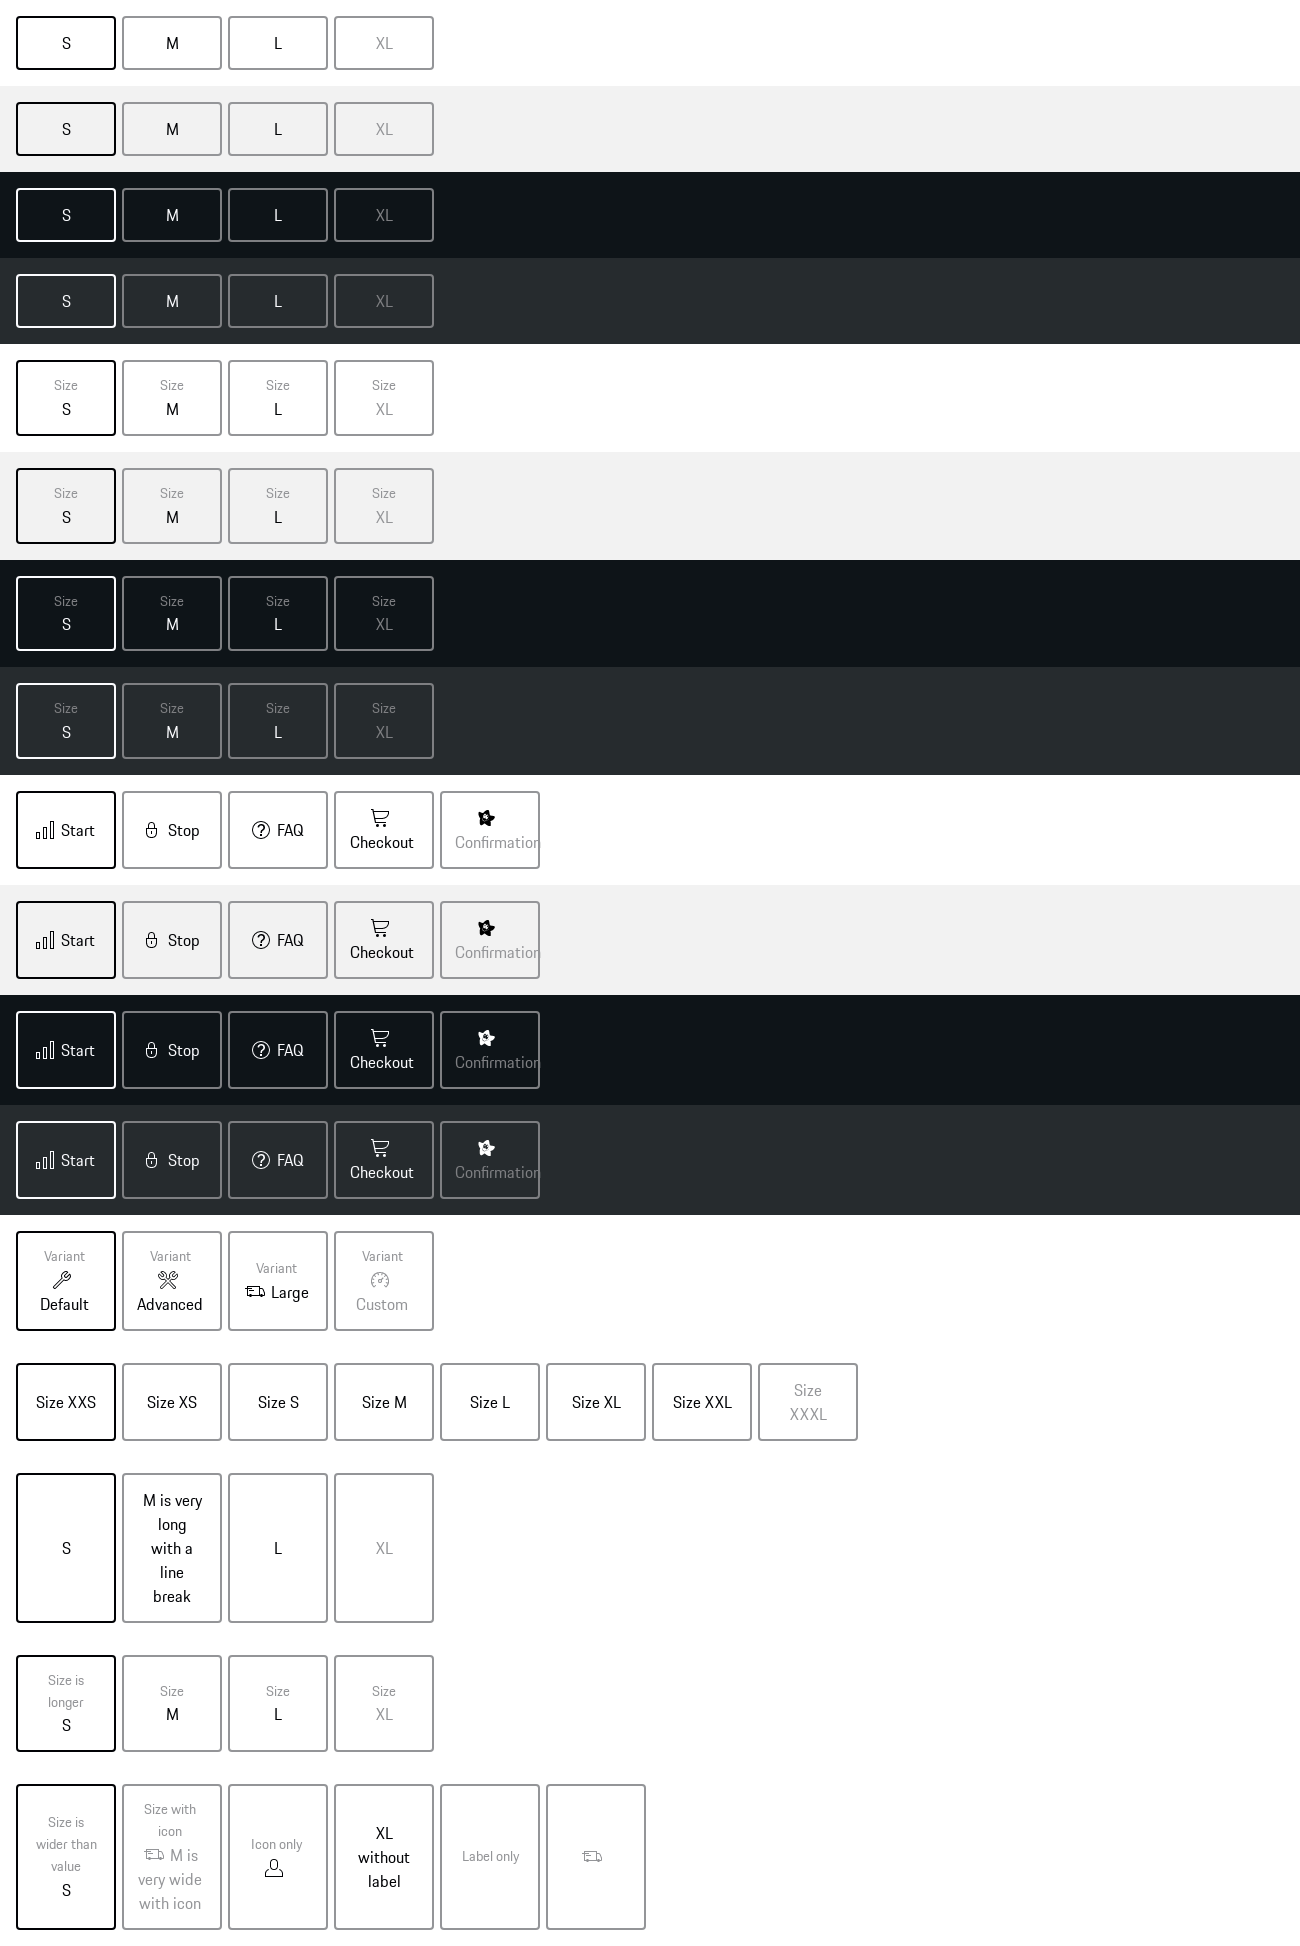 S M L XL
S M L XL
S M L XL
S M L XL
Size Size Size Size
S M L XL
Size Size Size Size
S M L XL
Size Size Size Size
S M L XL
Size Size Size Size
S M L XL
Start Stop FAQ Checkout Confirmation
Start Stop FAQ Checkout Confirmation
Start Stop FAQ Checkout Confirmation
Start Stop FAQ Checkout Confirmation
Variant Variant Variant Variant
Default Advanced Large Custom
Size XXS Size XS Size S Size M Size L Size XL Size XXL Size
XXXL
S
M is very
long
with a
line
break
L
XL
Size is
longer
S
Size
M
Size
L
Size
XL
Size is
wider than
value
S
Size with
icon
M is
very wide
with icon
Icon only
XL
without
label
Label only